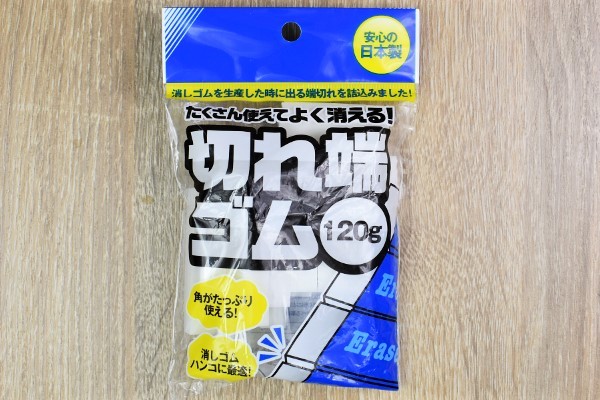 安心の
日本製
消しゴムを生産した時に出る端切れを詰込みました!
たくさん使えてよく消える!
切れ端
ゴム
120g
角がたっぷり
使える!
消しゴム
ハンコに最適!
Er
Eras